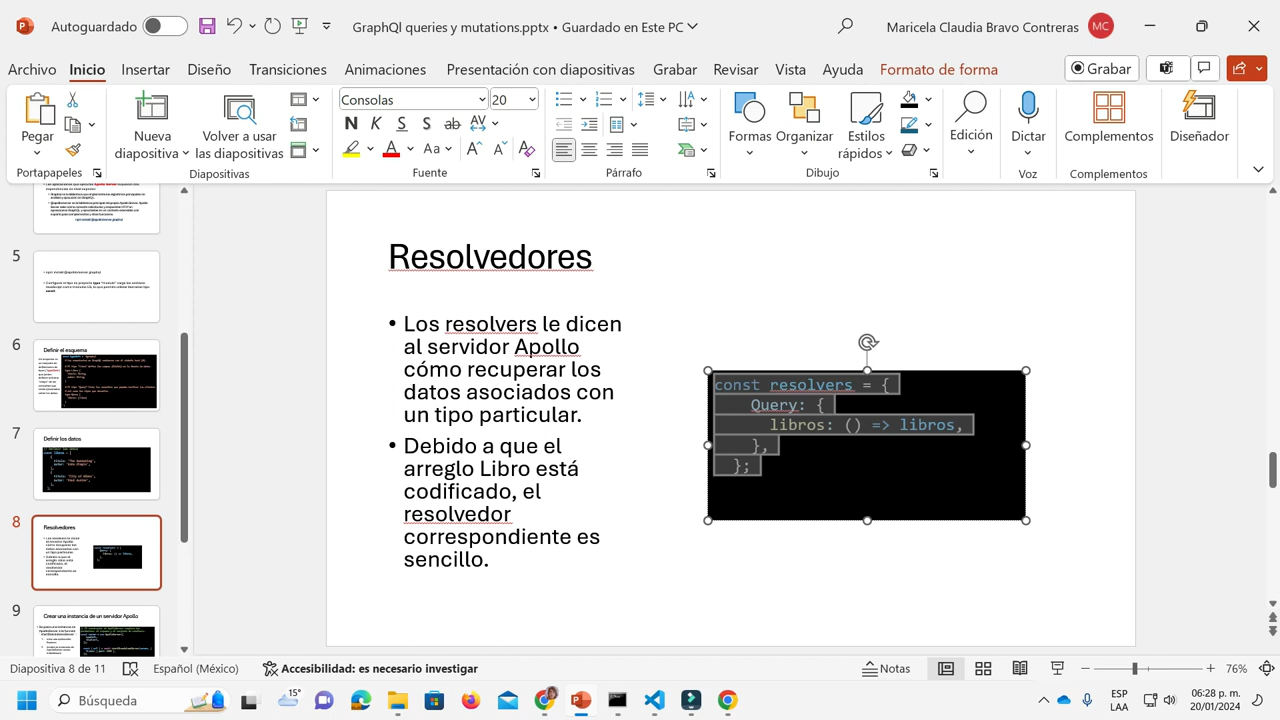 Autoguardado
GraphQl queries y mutations.pptx • Guardado en Este PC
Maricela Claudia Bravo Contreras
MC
Archivo Inicio Insertar Diseño Transiciones Animaciones Presentación con diapositivas Grabar Revisar Vista Ayuda Formato de forma
Grabar
Pegar
Nueva diapositiva
Volver a usar las diapositivas
Consolas 20
N K S S ab AV
Aa A A
Formas Organizar Estilos rápidos
Edición
Dictar
Complementos
Diseñador
Portapapeles Diapositivas Fuente Párrafo Dibujo Voz Complementos
5
6
Definir el esquema
7
Definir los datos
8
Resolvedores
9
Crear una instancia de un servidor Apollo
Resolvedores
• Los resolvers le dicen
al servidor Apollo
cómo recuperar los
datos asociados con
un tipo particular.
• Debido a que el
arreglo Libro está
codificado, el
resolvedor
correspondiente es
sencillo.
const resolvers = {
Query: {
libros: () => libros,
},
};
Diapositiva 8 de 11 Español (México) Accesibilidad: es necesario investigar Notas 76%
Búsqueda
15°
ESP
LAA
06:28 p. m.
20/01/2024